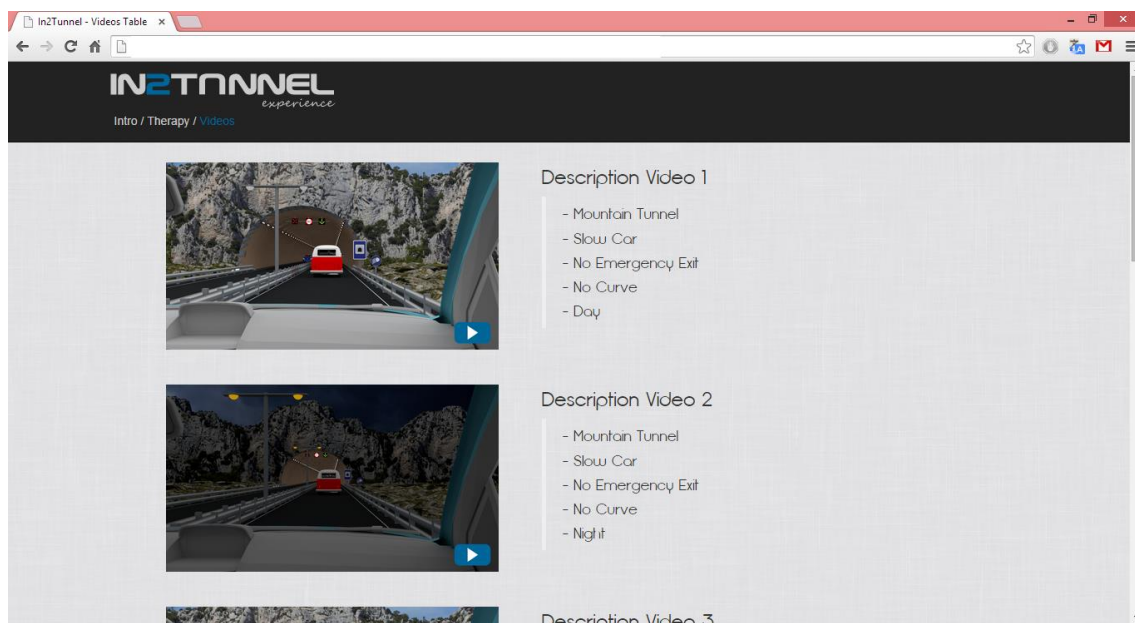 In2Tunnel - Videos Table
IN2TUNNEL
experience
Intro / Therapy / Videos
Description Video 1
- Mountain Tunnel
- Slow Car
- No Emergency Exit
- No Curve
- Day
Description Video 2
- Mountain Tunnel
- Slow Car
- No Emergency Exit
- No Curve
- Night
Description Video 3